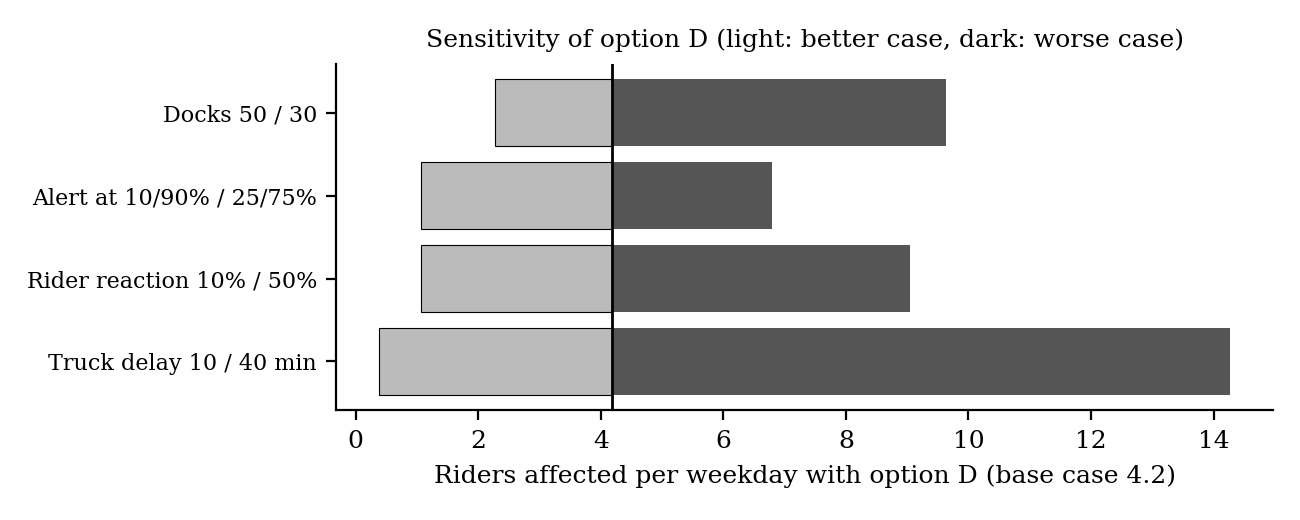 Sensitivity of option D (light: better case, dark: worse case)
Docks 50 / 30
Alert at 10/90% / 25/75%
Rider reaction 10% / 50%
Truck delay 10 / 40 min
0 2 4 6 8 10 12 14
Riders affected per weekday with option D (base case 4.2)